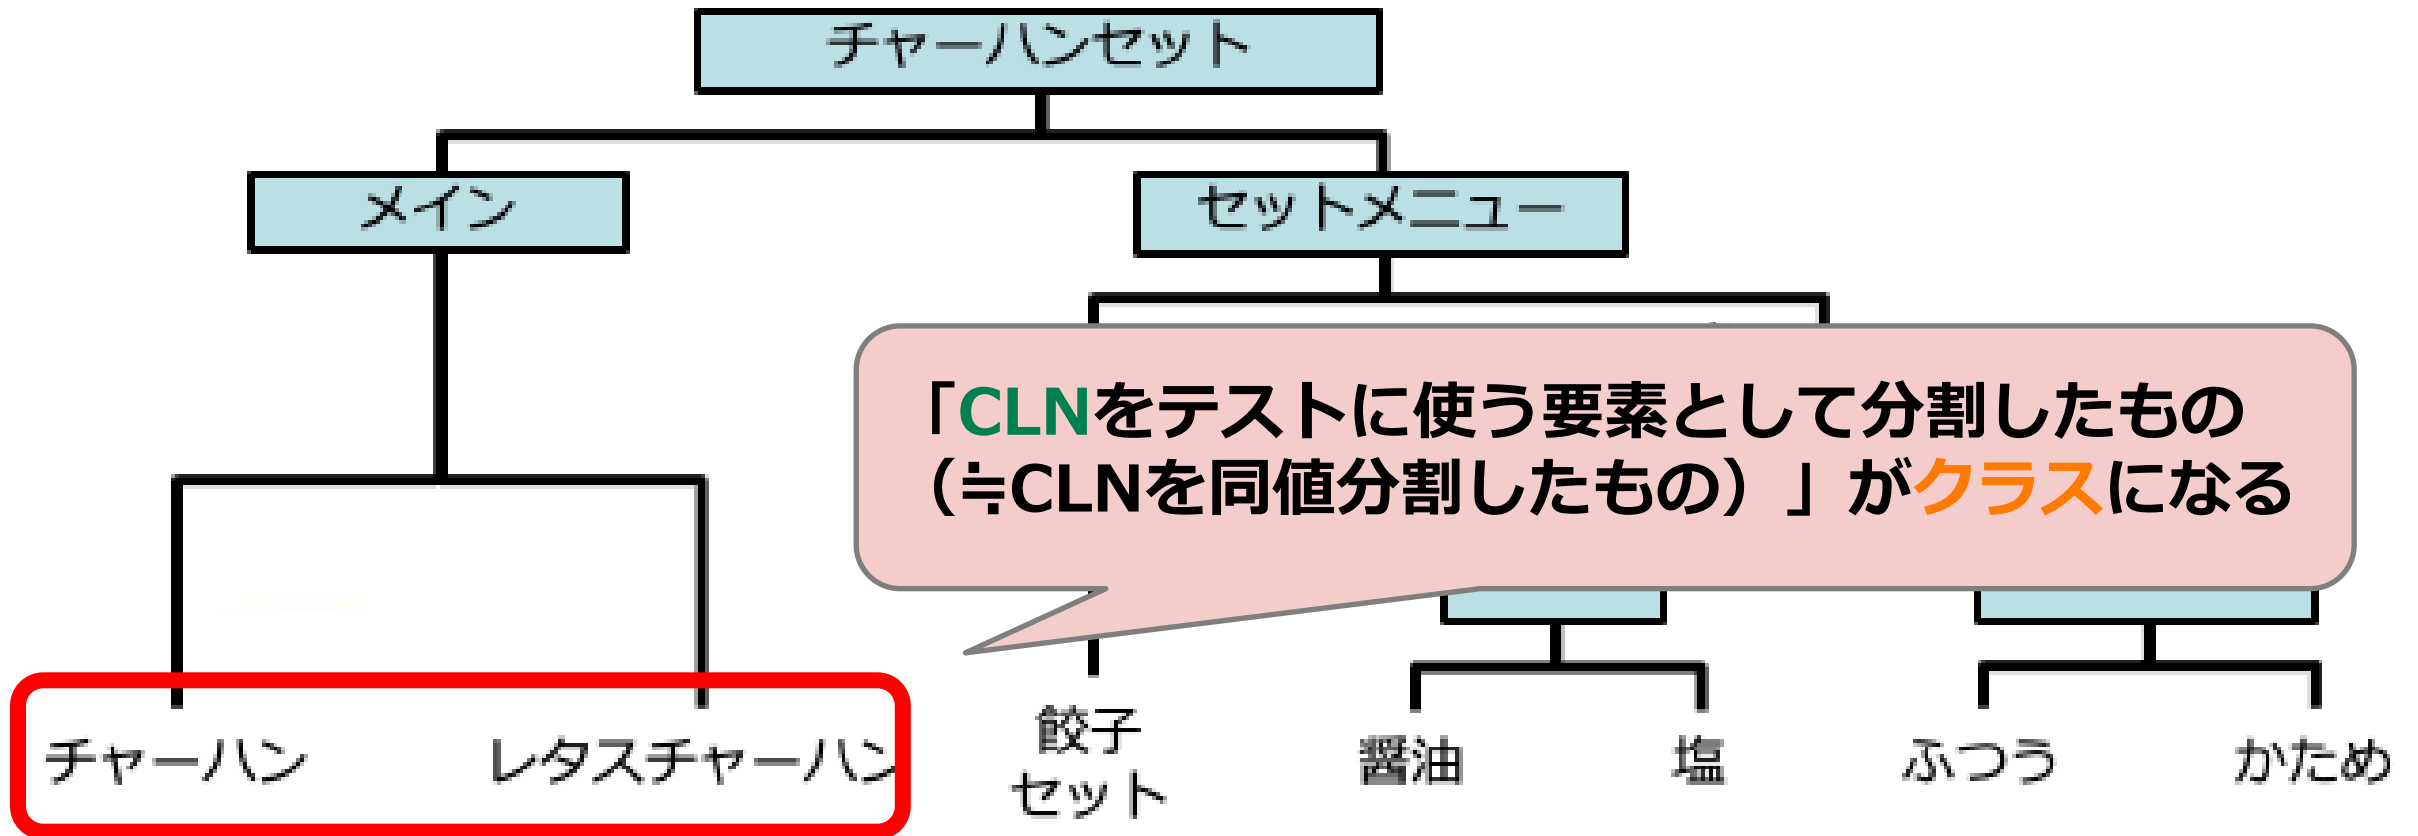 チャーハンセット
メイン
セットメニュー
「CLNをテストに使う要素として分割したもの
（≒CLNを同値分割したもの）」がクラスになる
チャーハン
レタスチャーハン
餃子
セット
醤油
塩
ふつう
かため